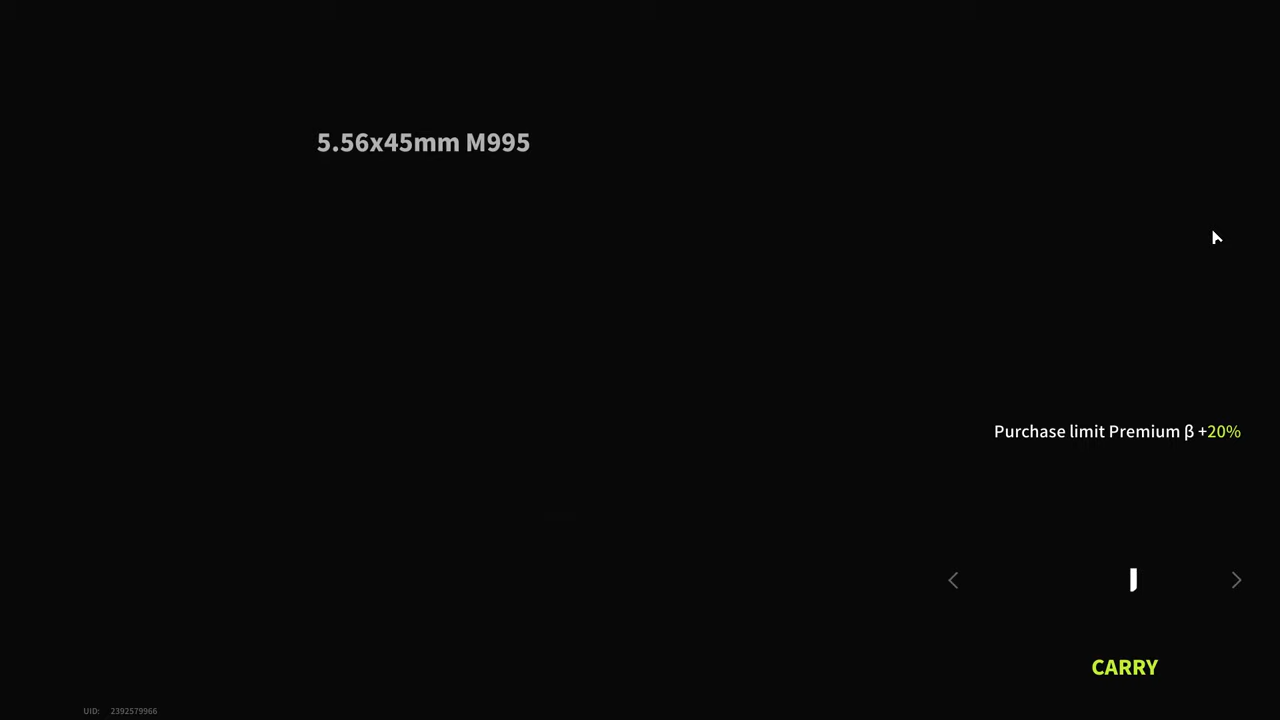 5.56x45mm M995
Purchase limit Premium β +20%
CARRY
UID: 2392579966